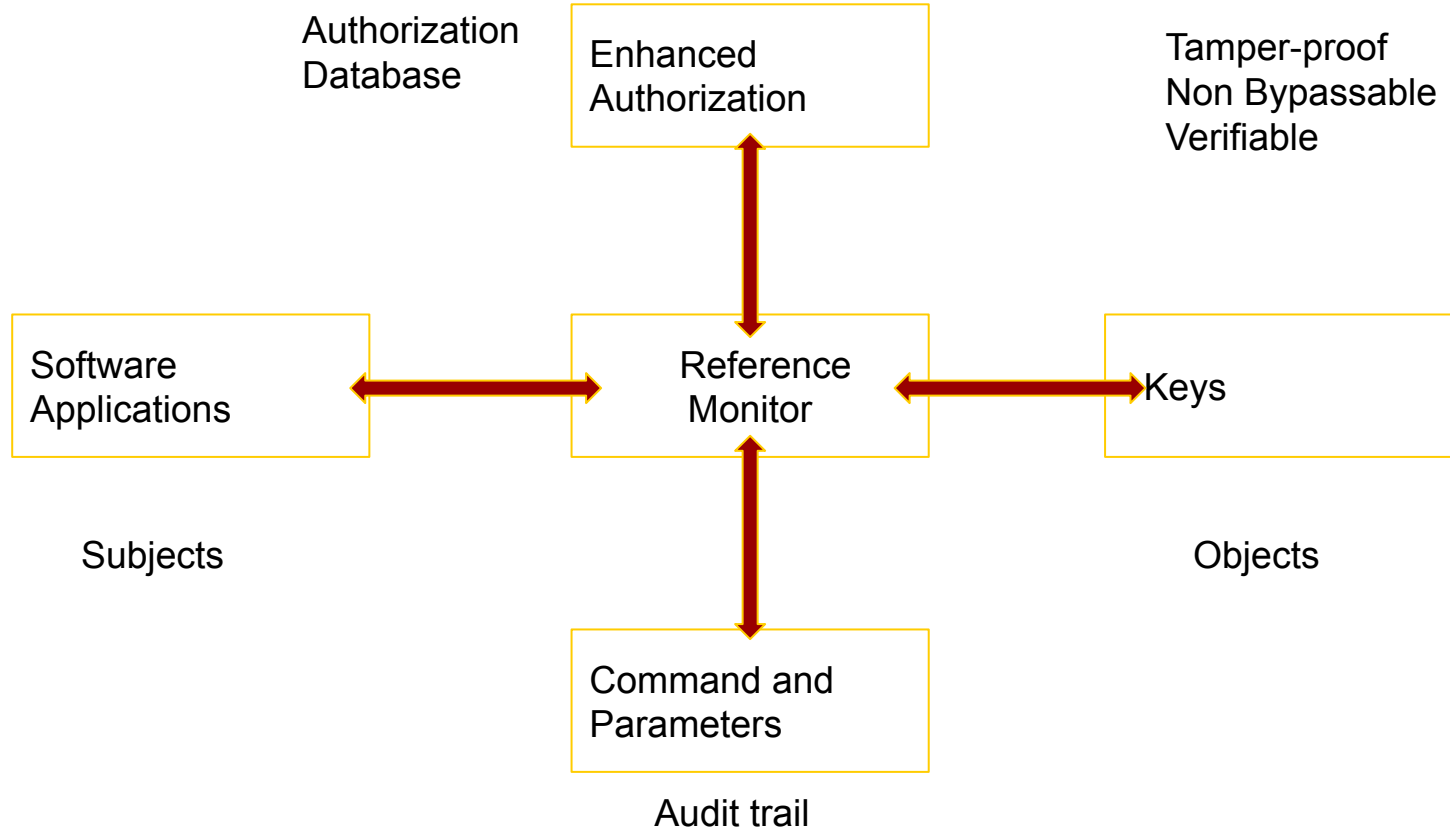 Authorization
Database
Enhanced
Authorization
Tamper-proof
Non Bypassable
Verifiable
Software
Applications
Reference
Monitor
Keys
Subjects
Objects
Command and
Parameters
Audit trail